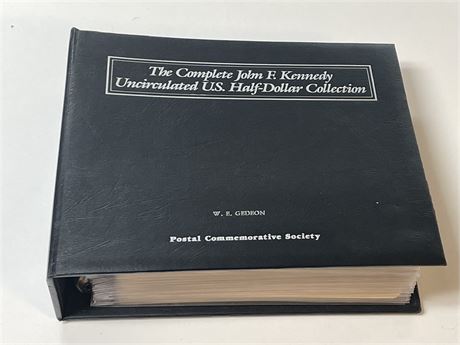 The Complete John F. Kennedy
Uncirculated U.S. Half-Dollar Collection
W. E. GEDEON
Postal Commemorative Society